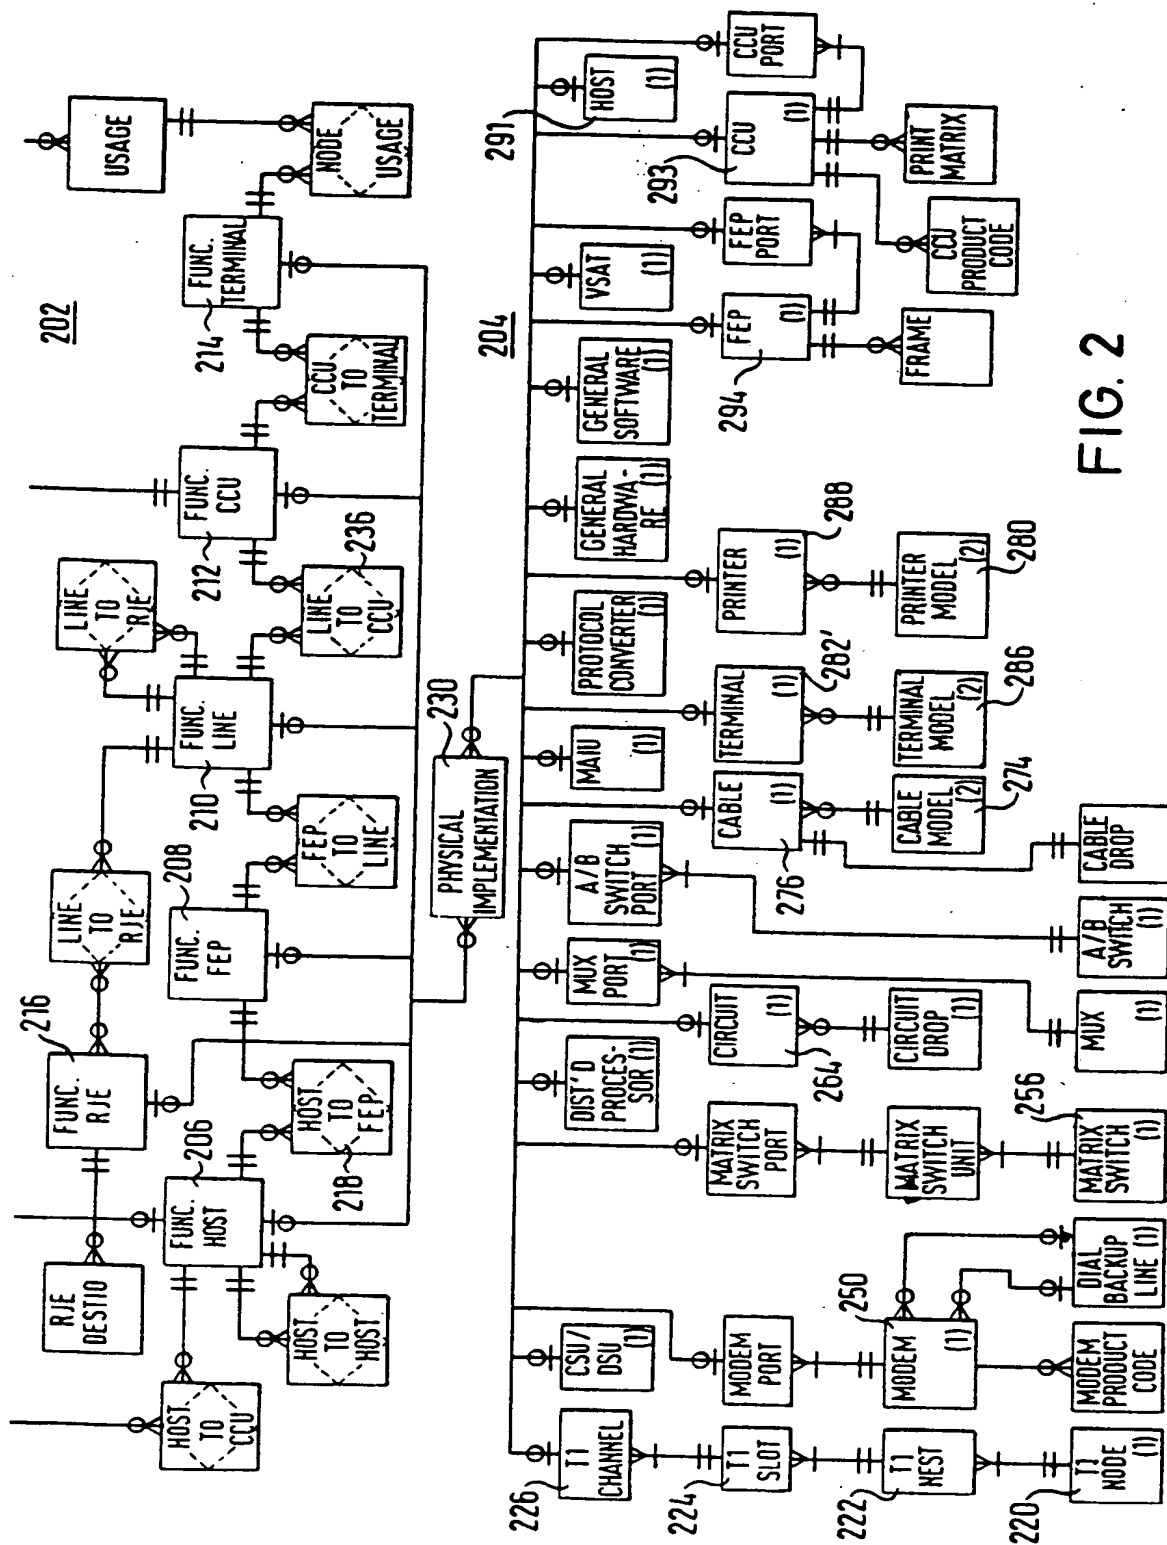 202
USAGE
NODE
USAGE
FUNC.
TERMINAL
214
CCU
TO
TERMINAL
FUNC.
CCU
212
LINE
TO
CCU
236
LINE
TO
RJE
FUNC.
LINE
210
FEP
TO
LINE
LINE
TO
RJE
FUNC.
FEP
208
216
FUNC.
RJE
HOST
TO
FEP
218
206
FUNC.
HOST
RJE
DESTIO
HOST
TO
HOST
HOST
TO
CCU
230
PHYSICAL
IMPLEMENTATION
204
226
T1
CHANNEL
CSU/
DSU (1)
DIST'D
PROCES-
SOR (1)
MUX
PORT (1)
A/B
SWITCH
PORT (1)
MAIU
(1)
PROTOCOL
CONVERTER
(1)
GENERAL
HARDWA-
RE (1)
GENERAL
SOFTWARE
(1)
VSAT
(1)
291
HOST
(1)
224
T1
SLOT
MODEM
PORT
MATRIX
SWITCH
PORT
CIRCUIT
(1)
264
CABLE
(1)
276
TERMINAL
(1)
282'
PRINTER
(1)
288
FEP
(1)
294
FEP
PORT
293
CCU
(1)
CCU
PORT
222
T1
NEST
250
MODEM
(1)
MATRIX
SWITCH
UNIT
CIRCUIT
DROP
(1)
CABLE
MODEL
(2)
274
TERMINAL
MODEL
(2)
286
PRINTER
MODEL
(2)
280
FRAME
CCU
PRODUCT
CODE
PRINT
MATRIX
220
T1
NODE
(1)
MODEM
PRODUCT
CODE
DIAL
BACKUP
LINE (1)
256
MATRIX
SWITCH
(1)
MUX
(1)
A/B
SWITCH
(1)
CABLE
DROP
FIG. 2